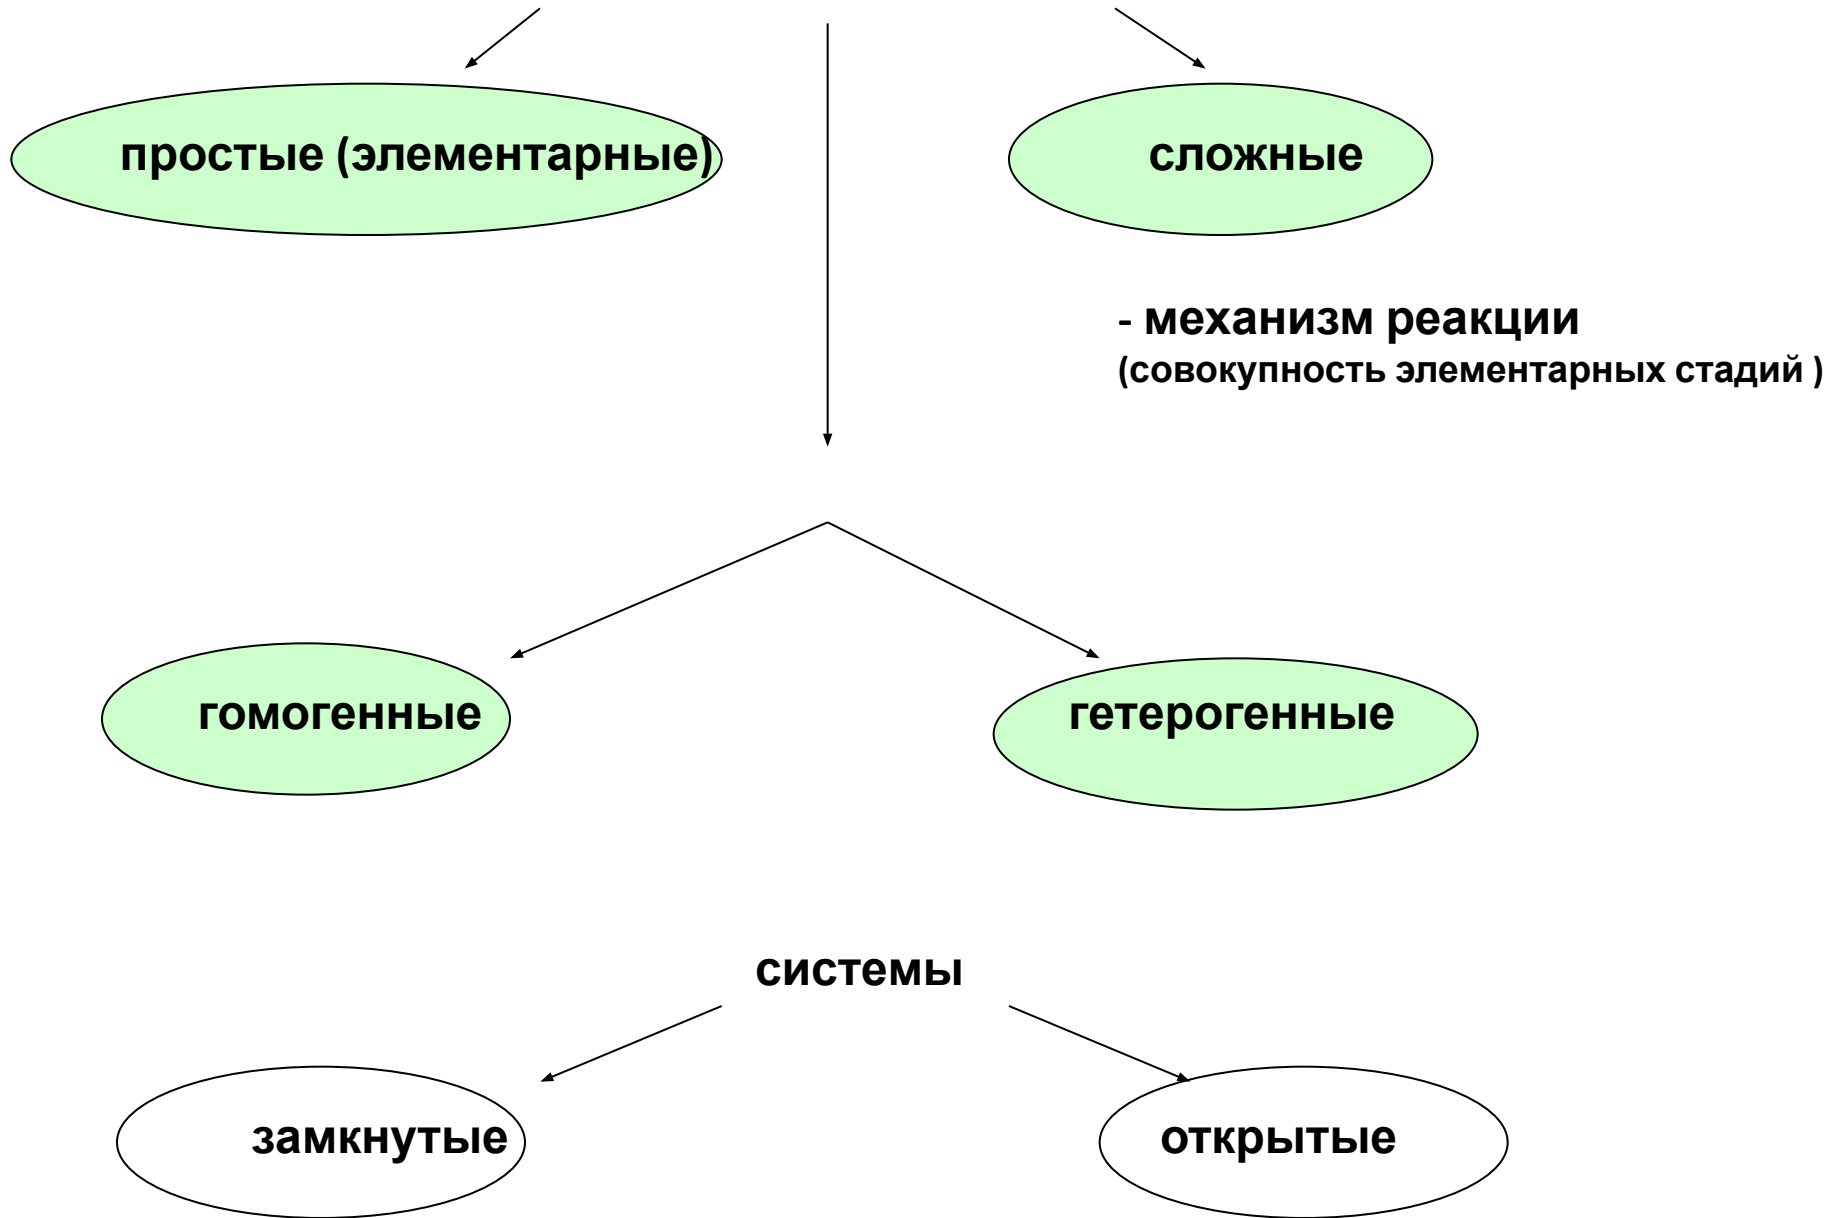 простые (элементарные)
сложные
- механизм реакции
(совокупность элементарных стадий )
гомогенные
гетерогенные
системы
замкнутые
открытые